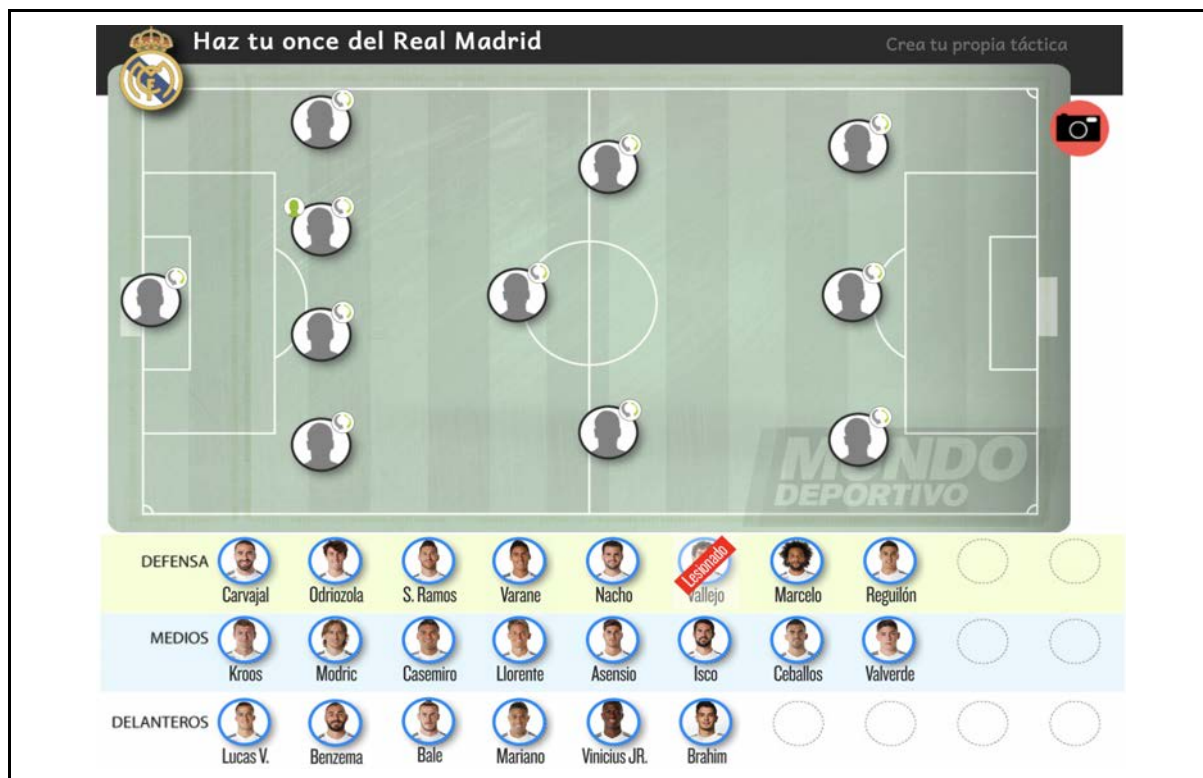 Haz tu once del Real Madrid
Crea tu propia táctica
MUNDO
DEPORTIVO
DEFENSA
Carvajal Odriozola S. Ramos Varane Nacho Vallejo Marcelo Reguilón
Lesionado
MEDIOS
Kroos Modric Casemiro Llorente Asensio Isco Ceballos Valverde
DELANTEROS
Lucas V. Benzema Bale Mariano Vinicius JR. Brahim